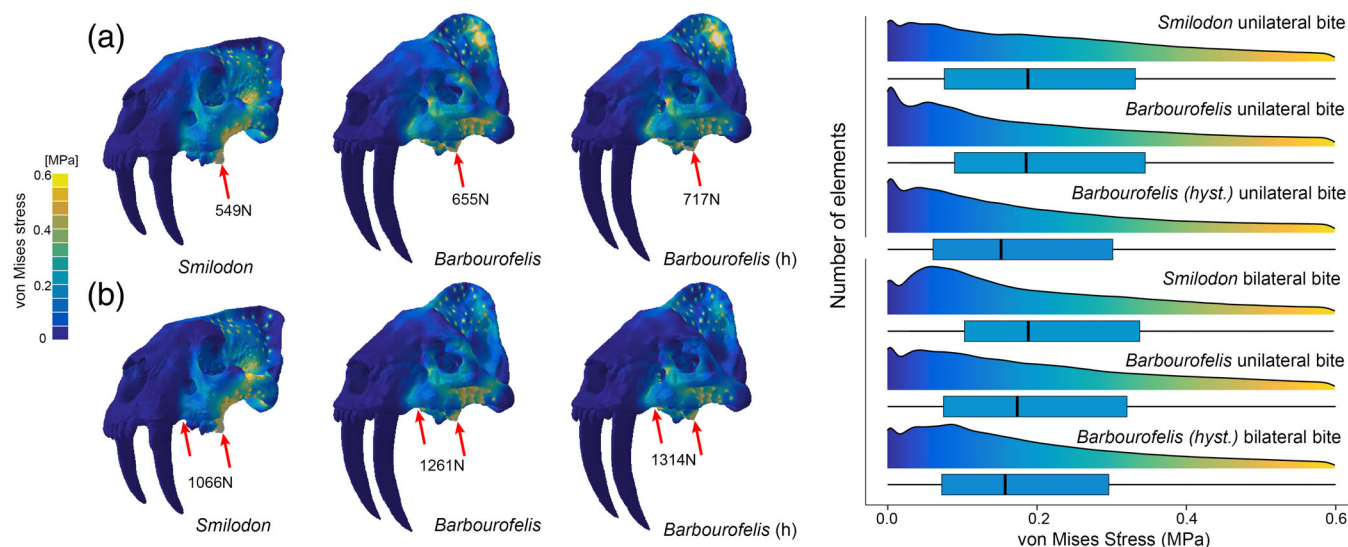 (a)
[MPa]
0.6
0.4
0.2
0
von Mises stress
549N
655N
717N
Smilodon
Barbourofelis
Barbourofelis (h)
(b)
1066N
1261N
1314N
Smilodon
Barbourofelis
Barbourofelis (h)
Number of elements
Smilodon unilateral bite
Barbourofelis unilateral bite
Barbourofelis (hyst.) unilateral bite
Smilodon bilateral bite
Barbourofelis unilateral bite
Barbourofelis (hyst.) bilateral bite
0.0 0.2 0.4 0.6
von Mises Stress (MPa)